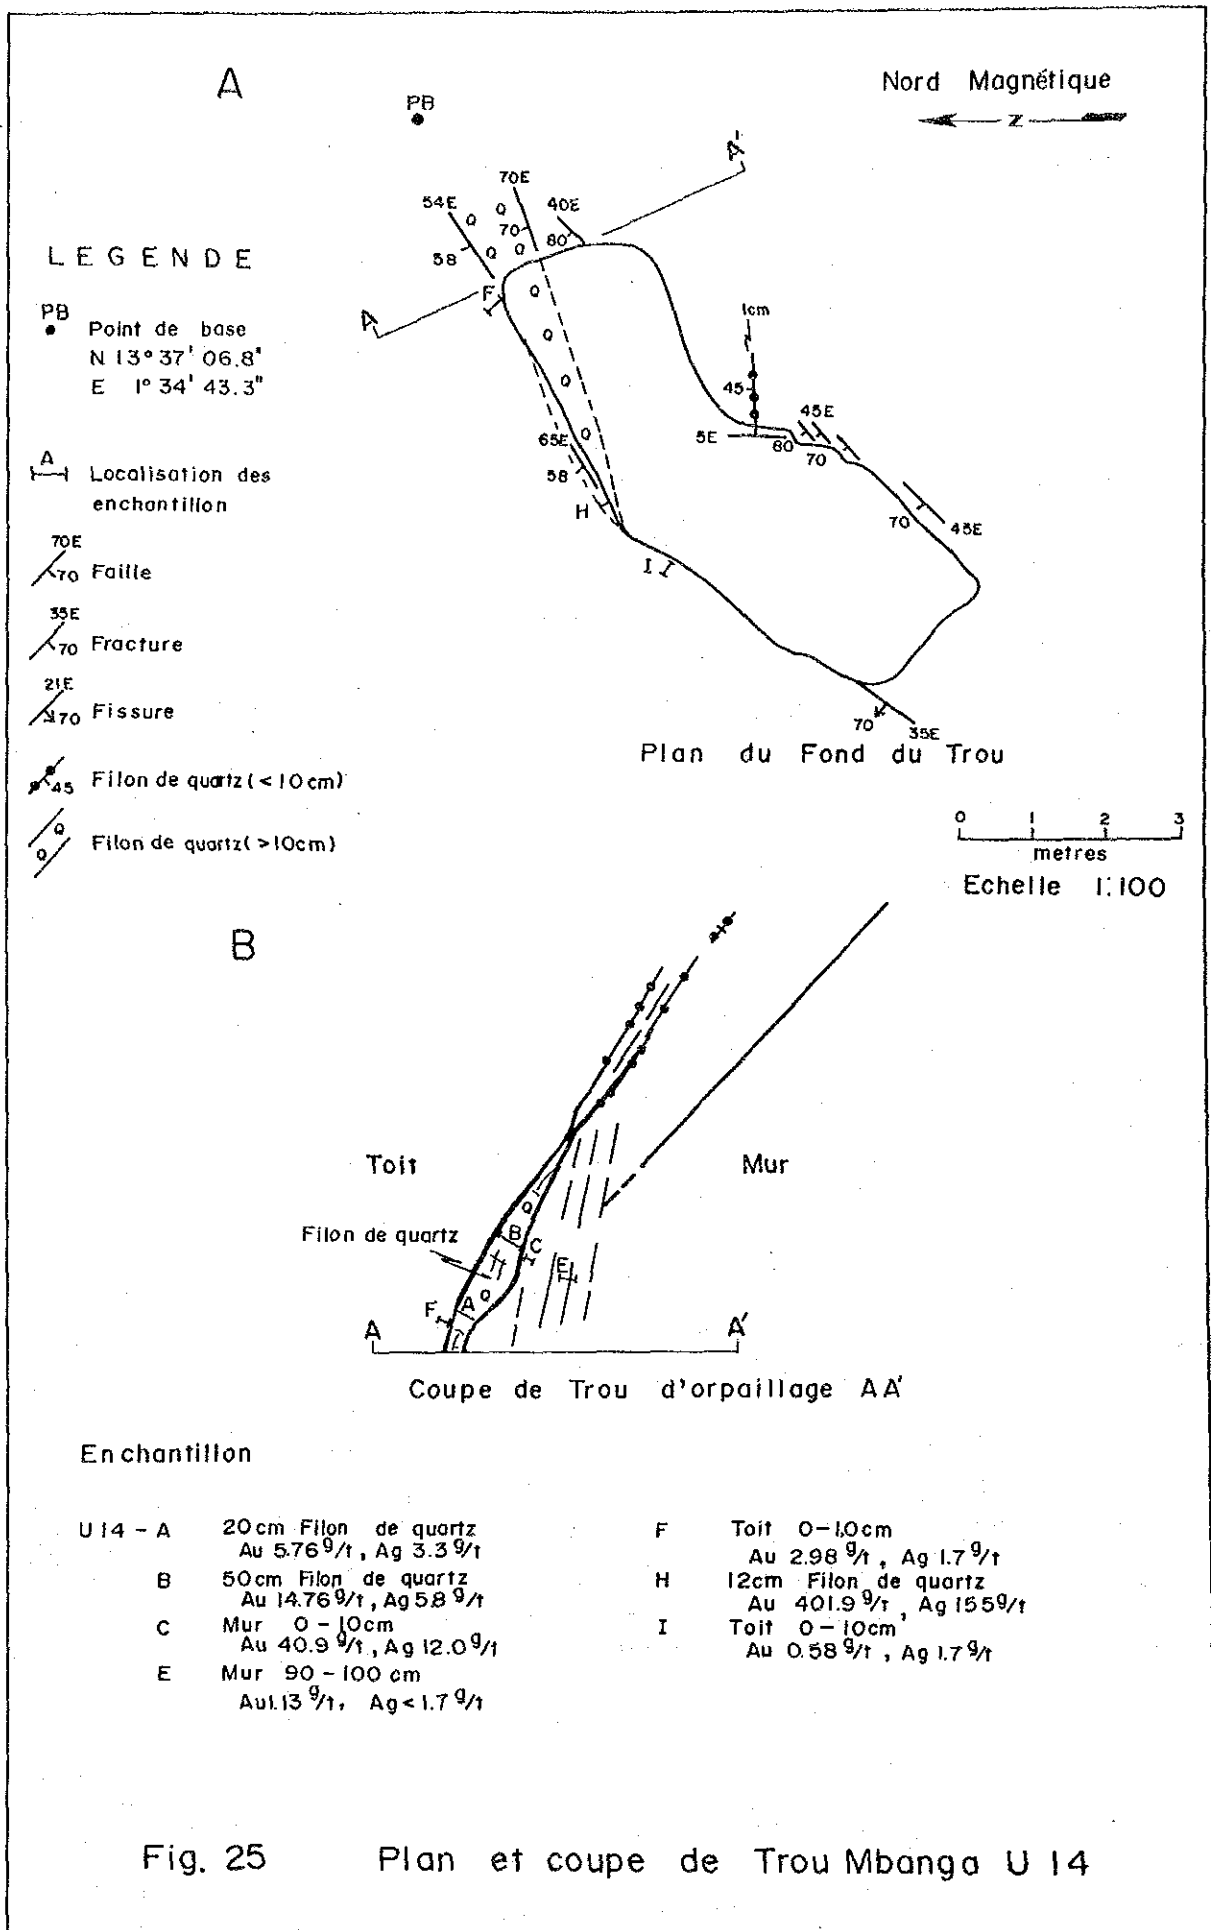 A
Nord Magnétique
Z
PB
A'
70E
54E
40E
70
80
58
F
A
LEGENDE
PB
Point de base
N 13° 37' 06.8"
E 1° 34' 43.3"
A
Localisation des
enchantillon
70E
70 Faille
35E
70 Fracture
21E
70 Fissure
45 Filon de quartz (< 10 cm)
Filon de quartz (>10cm)
1cm
45
45E
5E
80
70
65E
58
H
I
70
45E
70
35E
Plan du Fond du Trou
0 1 2 3
metres
Echelle 1:100
B
Toit
Mur
Filon de quartz
B
C
E
F
A
A
A'
Coupe de Trou d'orpaillage AA'
Enchantillon
U14 - A 20cm Filon de quartz
Au 5.76 g/t, Ag 3.3 g/t
B 50cm Filon de quartz
Au 14.76 g/t, Ag 5.8 g/t
C Mur 0-10cm
Au 40.9 g/t, Ag 12.0 g/t
E Mur 90-100 cm
Au 1.13 g/t, Ag < 1.7 g/t
F Toit 0-10cm
Au 2.98 g/t, Ag 1.7 g/t
H 12cm Filon de quartz
Au 401.9 g/t, Ag 155 g/t
I Toit 0-10cm
Au 0.58 g/t, Ag 1.7 g/t
Fig. 25 Plan et coupe de Trou Mbanga U 14